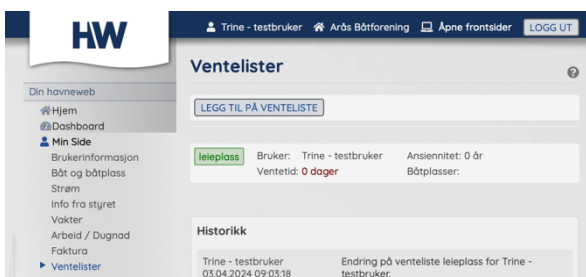 HW
Trine - testbruker Arås Båtforening Åpne frontsider LOGG UT
Ventelister
Din havneweb
LEGG TIL PÅ VENTELISTE
Hjem
Dashboard
Min Side
Brukerinformasjon
Båt og båtplass
Strøm
Info fra styret
Vakter
Arbeid / Dugnad
Faktura
Ventelister
leieplass Bruker: Trine - testbruker Ansiennitet: 0 år
Ventetid: 0 dager Båtplasser:
Historikk
Trine - testbruker Endring på venteliste leieplass for Trine -
03.04.2024 09:03:18 testbruker.